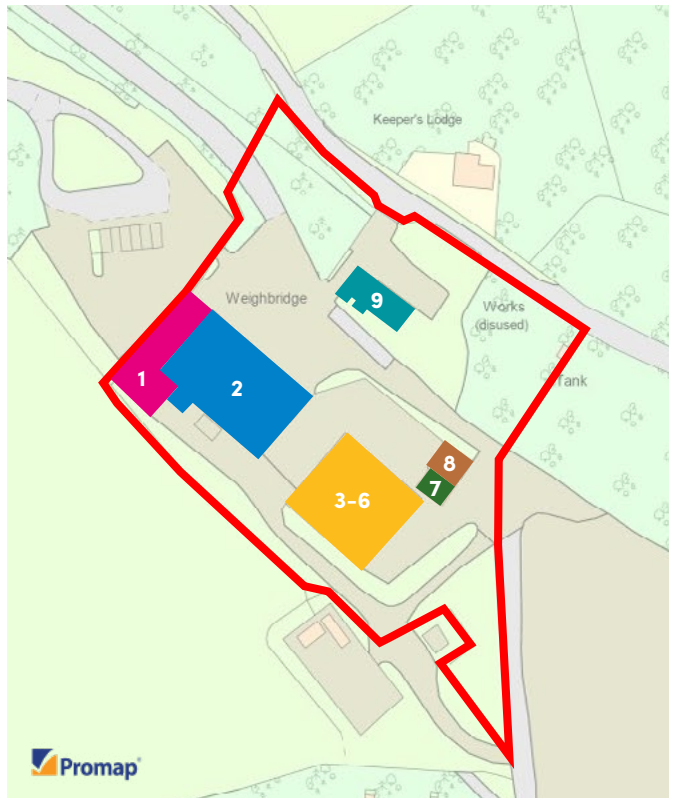 Keeper's Lodge
Weighbridge
9
Works
(disused)
1
2
Tank
8
7
3-6
Promap